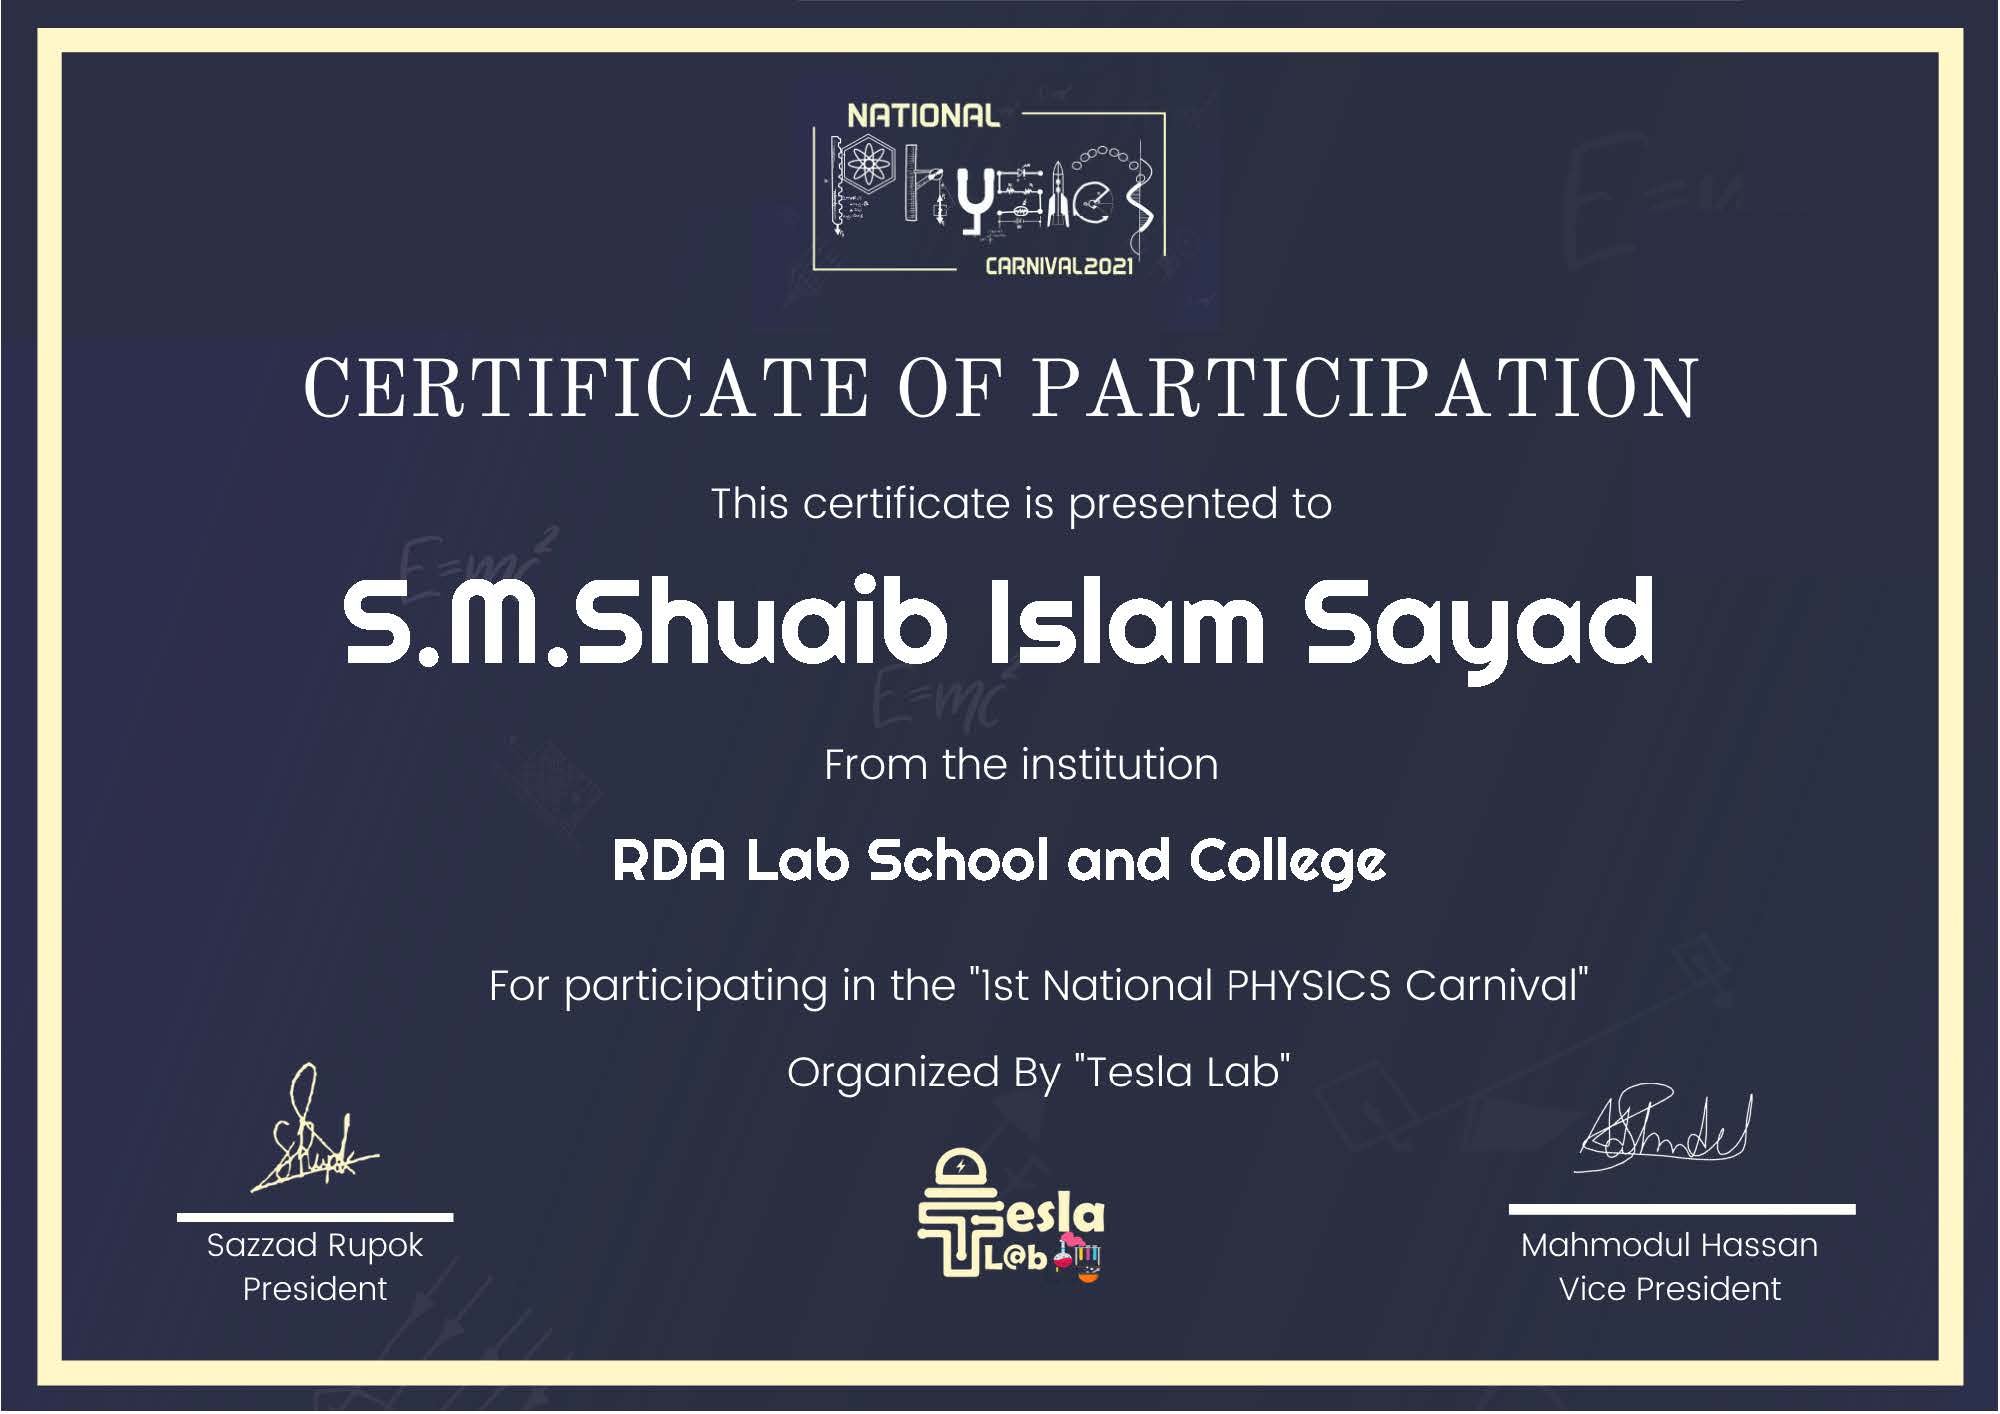 NATIONAL
Physics
CARNIVAL2021
CERTIFICATE OF PARTICIPATION
This certificate is presented to
E=mc²
S.M.Shuaib Islam Sayad
E=mc²
From the institution
RDA Lab School and College
For participating in the "1st National PHYSICS Carnival"
Organized By "Tesla Lab"
Tesla
L@b
Sazzad Rupok
President
Mahmodul Hassan
Vice President